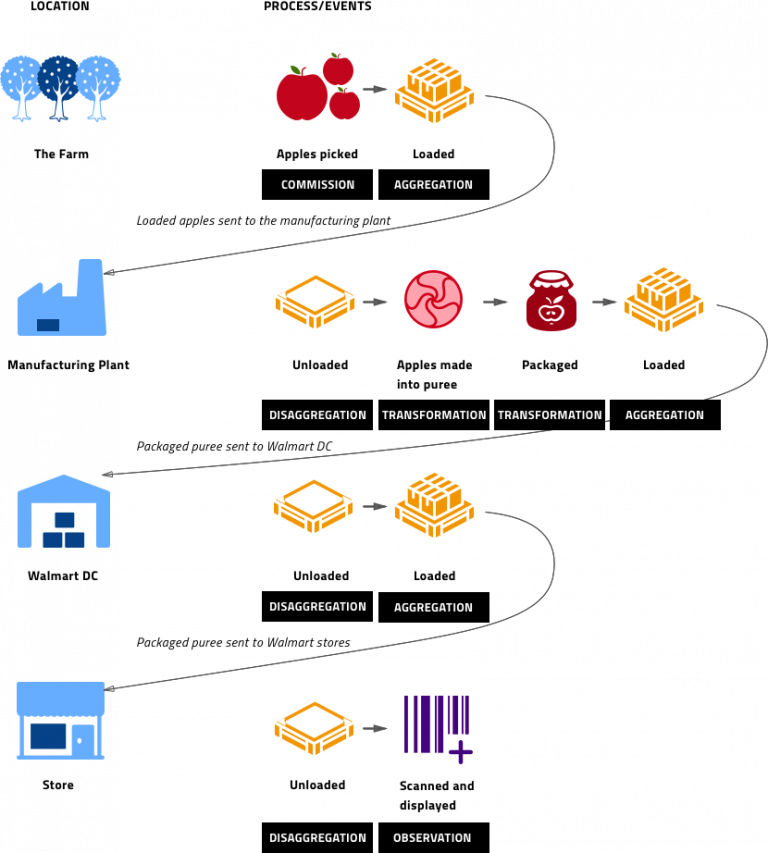 LOCATION
PROCESS/EVENTS
The Farm
Apples picked
Loaded
COMMISSION
AGGREGATION
Loaded apples sent to the manufacturing plant
Manufacturing Plant
Unloaded
Apples made
into puree
Packaged
Loaded
DISAGGREGATION
TRANSFORMATION
TRANSFORMATION
AGGREGATION
Packaged puree sent to Walmart DC
Walmart DC
Unloaded
Loaded
DISAGGREGATION
AGGREGATION
Packaged puree sent to Walmart stores
Store
Unloaded
Scanned and
displayed
DISAGGREGATION
OBSERVATION